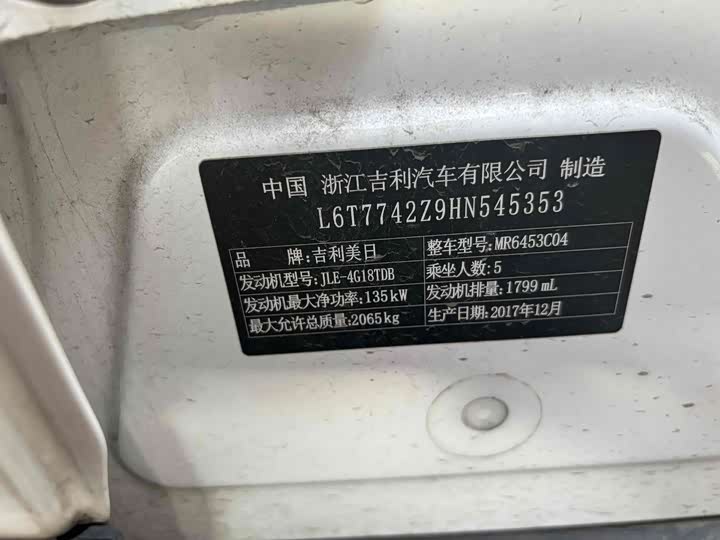 中国 浙江吉利汽车有限公司 制造
L6T7742Z9HN545353
品 牌:吉利美日 整车型号:MR6453C04
发动机型号:JLE-4G18TDB 乘坐人数:5
发动机最大净功率:135kW 发动机排量:1799 mL
最大允许总质量:2065kg 生产日期:2017年12月